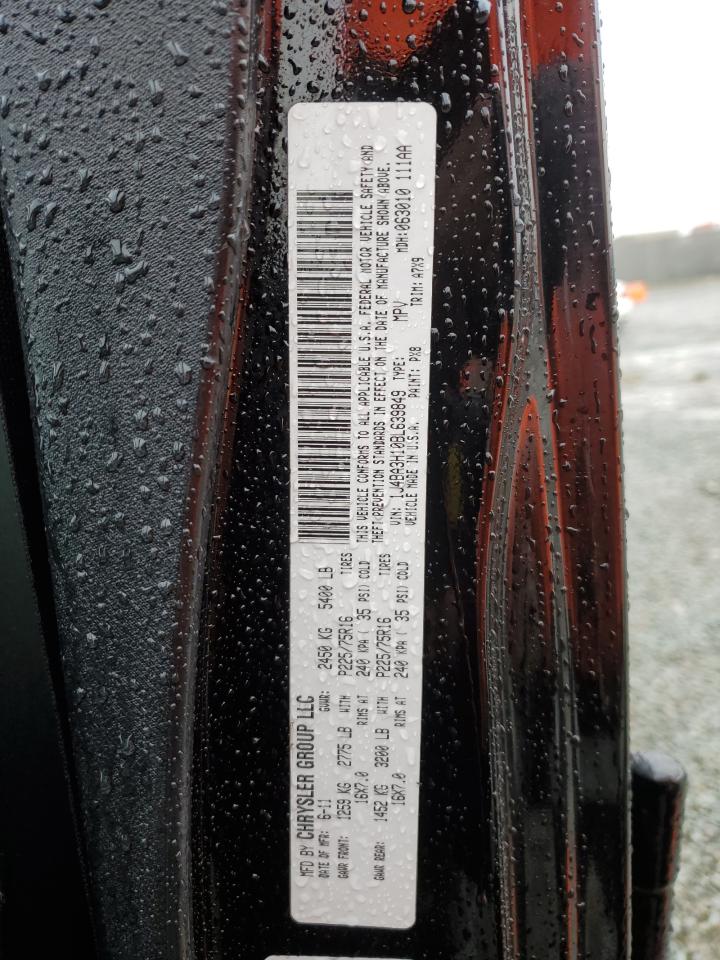 MFD BY CHRYSLER GROUP LLC
DATE OF MFR: 6-11 GVWR: 2450 KG 5400 LB
GAWR FRONT: 1259 KG 2775 LB WITH P225/75R16 TIRES
16X7.0 RIMS AT 240 KPA ( 35 PSI) COLD
GAWR REAR: 1452 KG 3200 LB WITH P225/75R16 TIRES
16X7.0 RIMS AT 240 KPA ( 35 PSI) COLD
THIS VEHICLE CONFORMS TO ALL APPLICABLE U.S.A. FEDERAL MOTOR VEHICLE SAFETY AND
THEFT PREVENTION STANDARDS IN EFFECT ON THE DATE OF MANUFACTURE SHOWN ABOVE.
VIN: 1J4BA3H10BL639849 TYPE: MPV MDH:063010 111AA
VEHICLE MADE IN U.S.A. PAINT: PX8 TRIM: A7X9